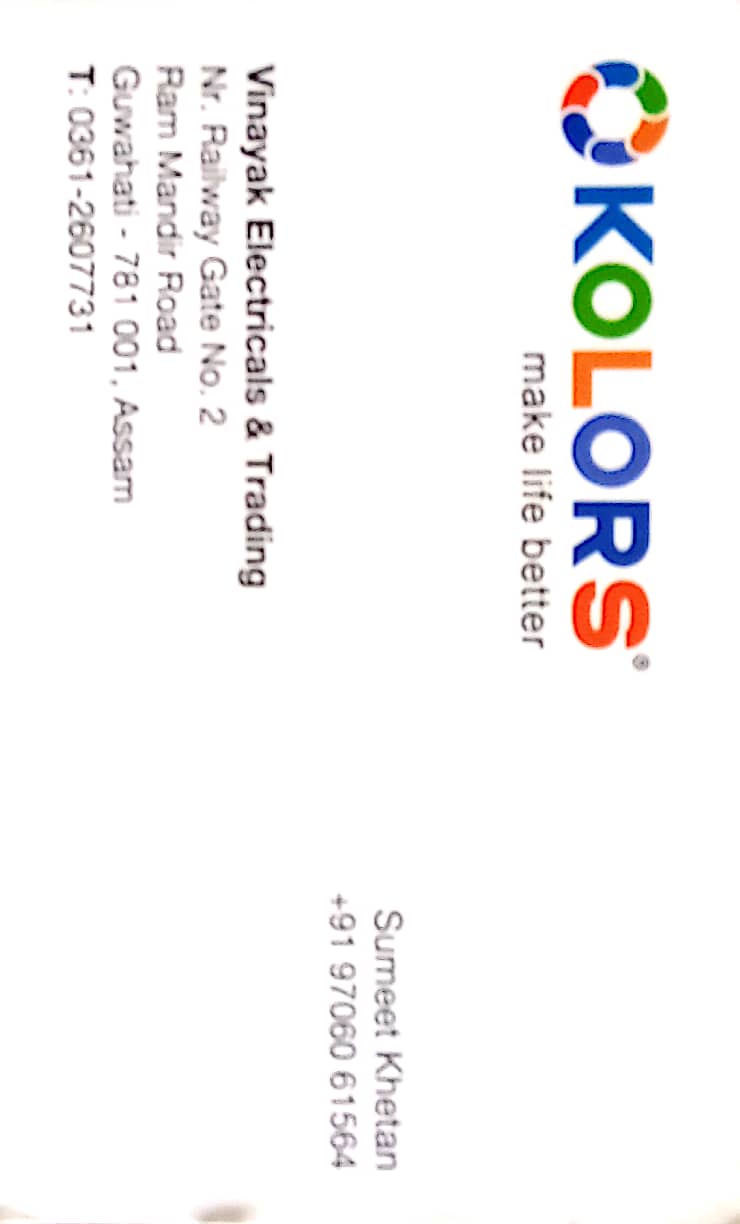 KOLORS®
make life better
Sumeet Khetan
+91 97060 61564
Vinayak Electricals & Trading
Nr. Railway Gate No. 2
Ram Mandir Road
Guwahati - 781 001, Assam
T: 0361-2607731